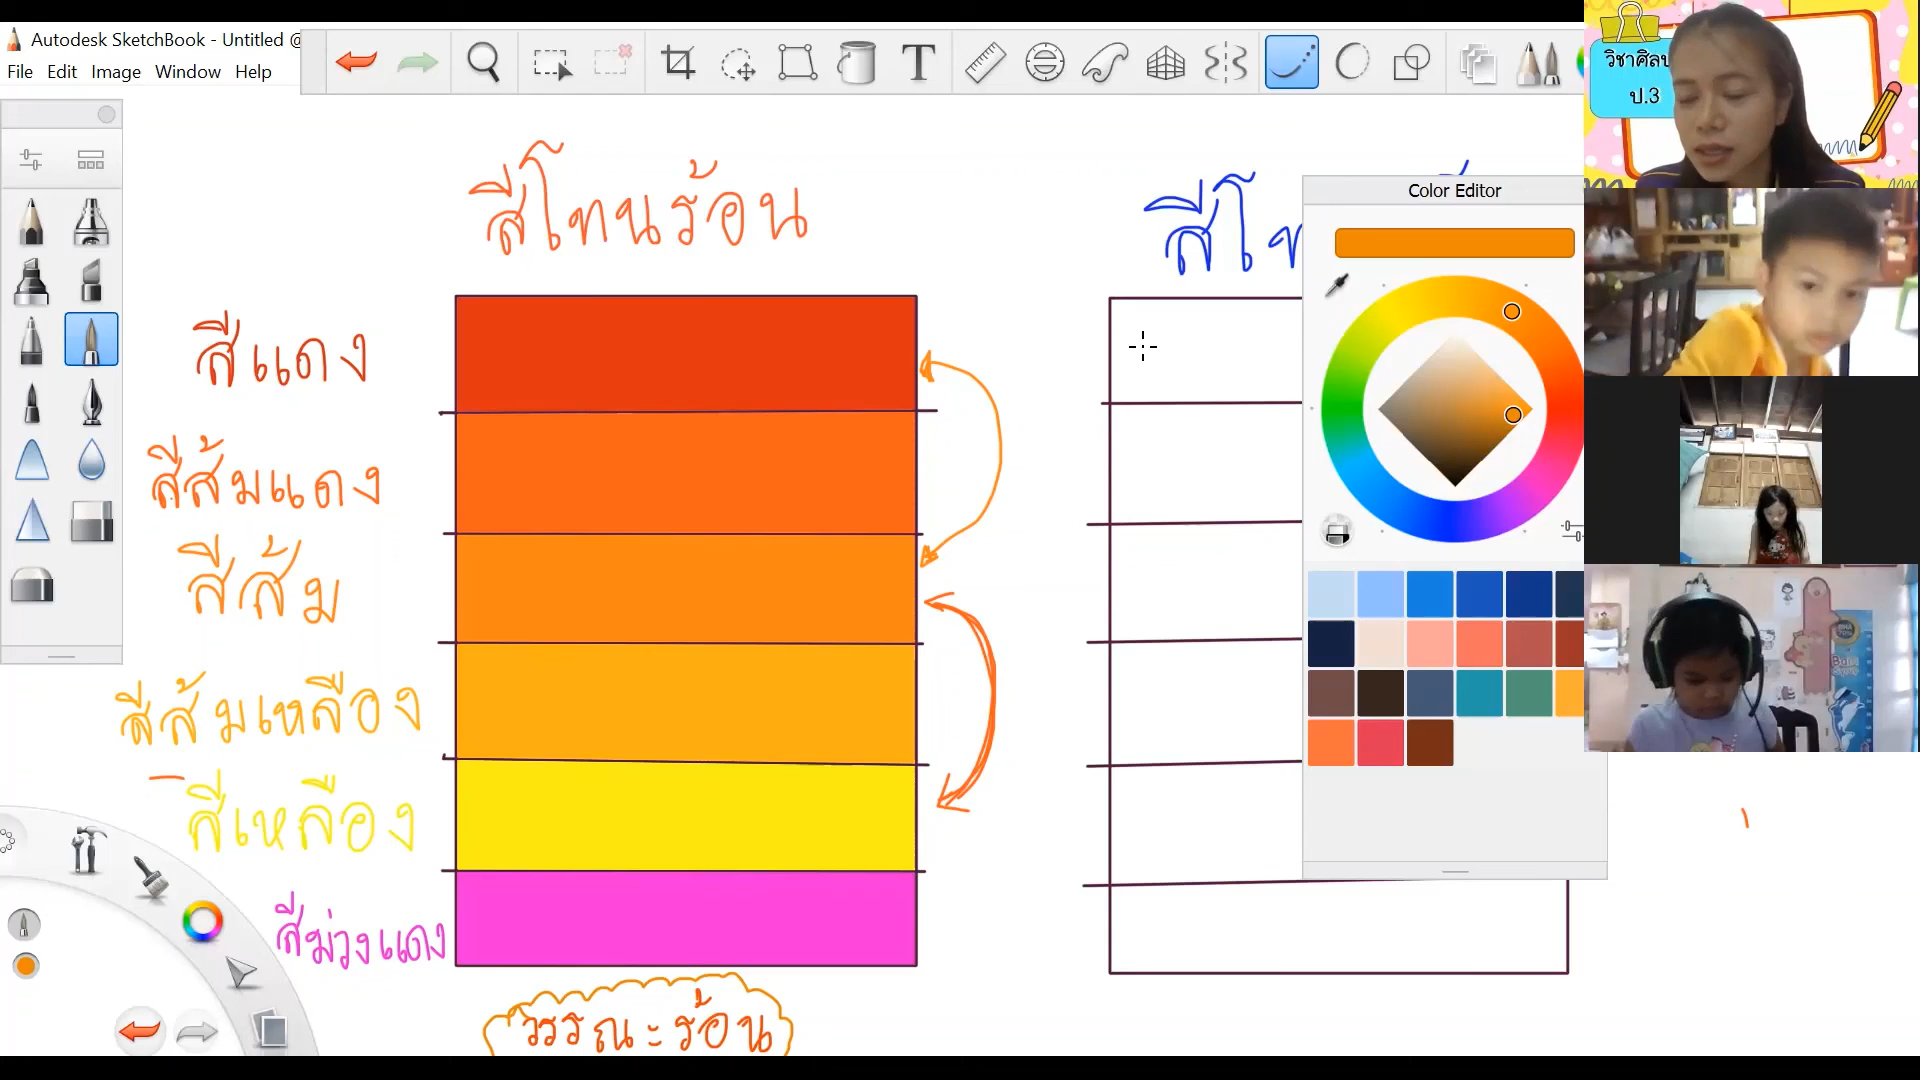 Autodesk SketchBook - Untitled @
File Edit Image Window Help
วิชาศิลป
ป.3
สีโทนร้อน
สีโท
Color Editor
สีแดง
สีส้มแดง
สีส้ม
สีส้มเหลือง
สีเหลือง
สีม่วงแดง
วรรณะร้อน